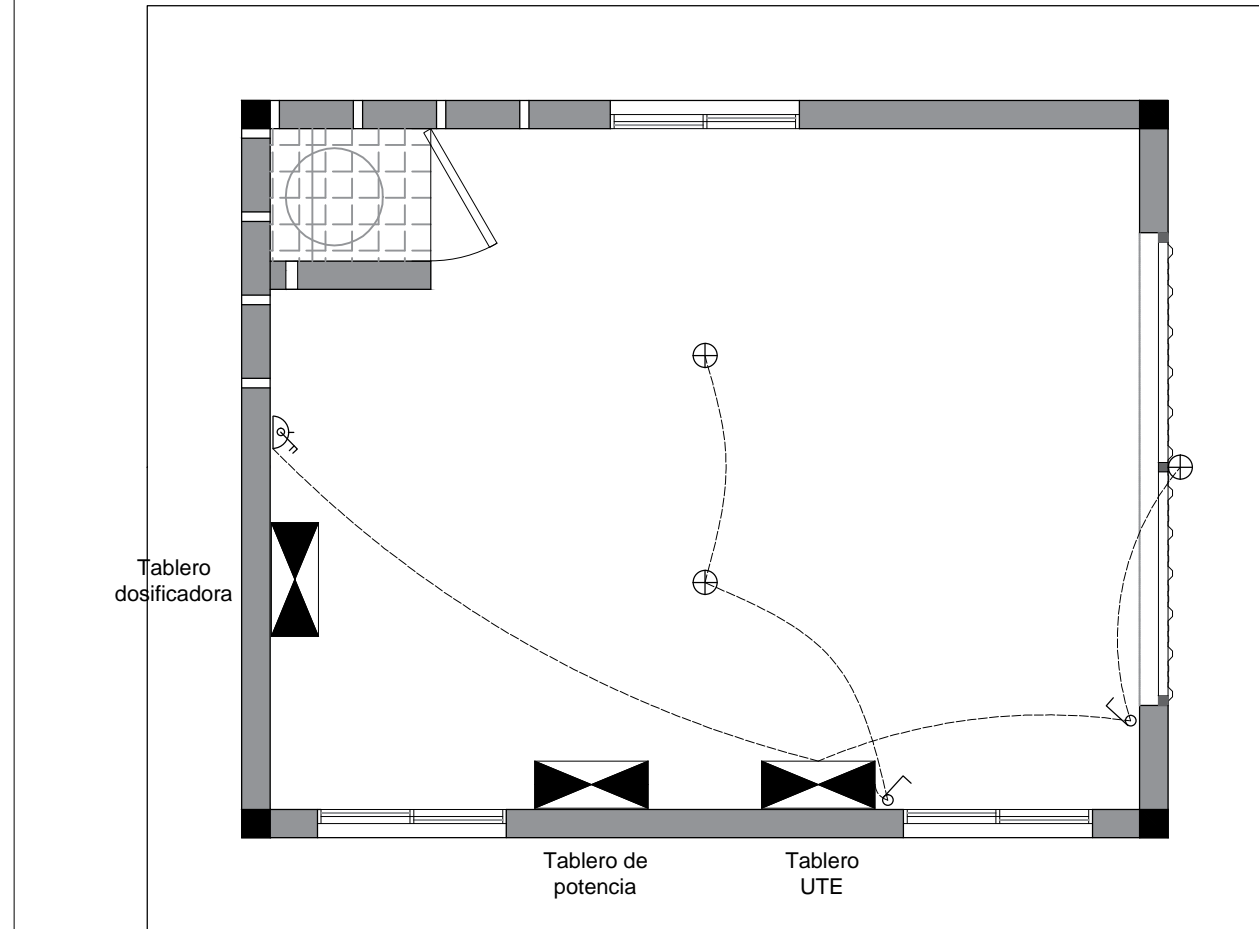 Tablero
dosificadora
Tablero de
potencia
Tablero
UTE